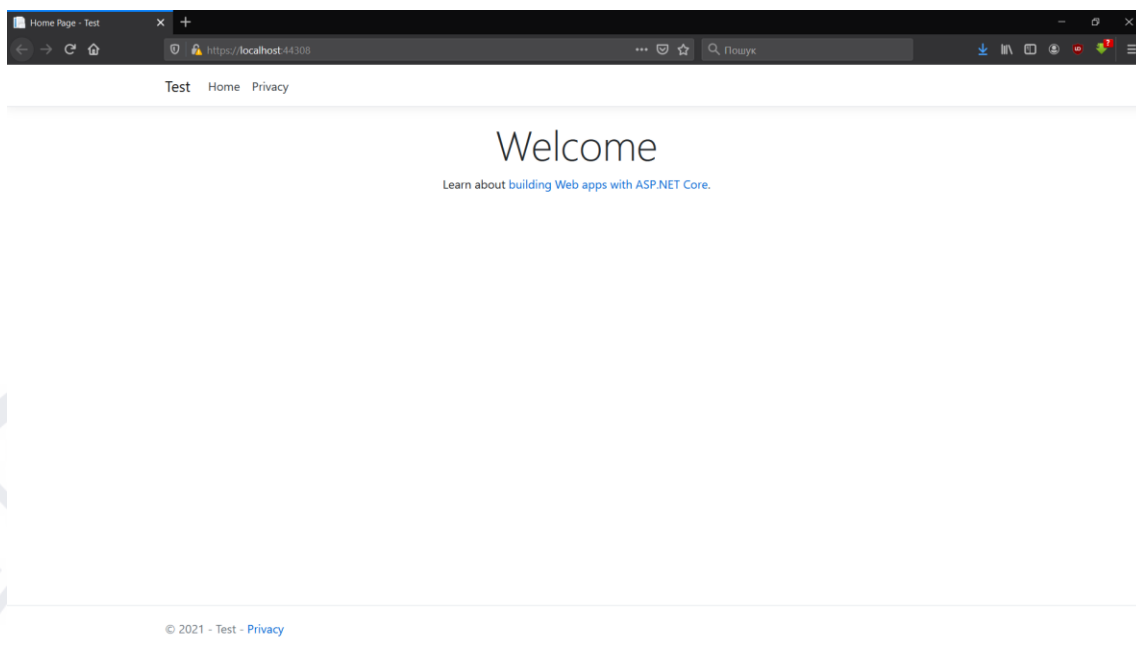 Home Page - Test
https://localhost:44308
Пошук
Test Home Privacy
Welcome
Learn about building Web apps with ASP.NET Core.
© 2021 - Test - Privacy